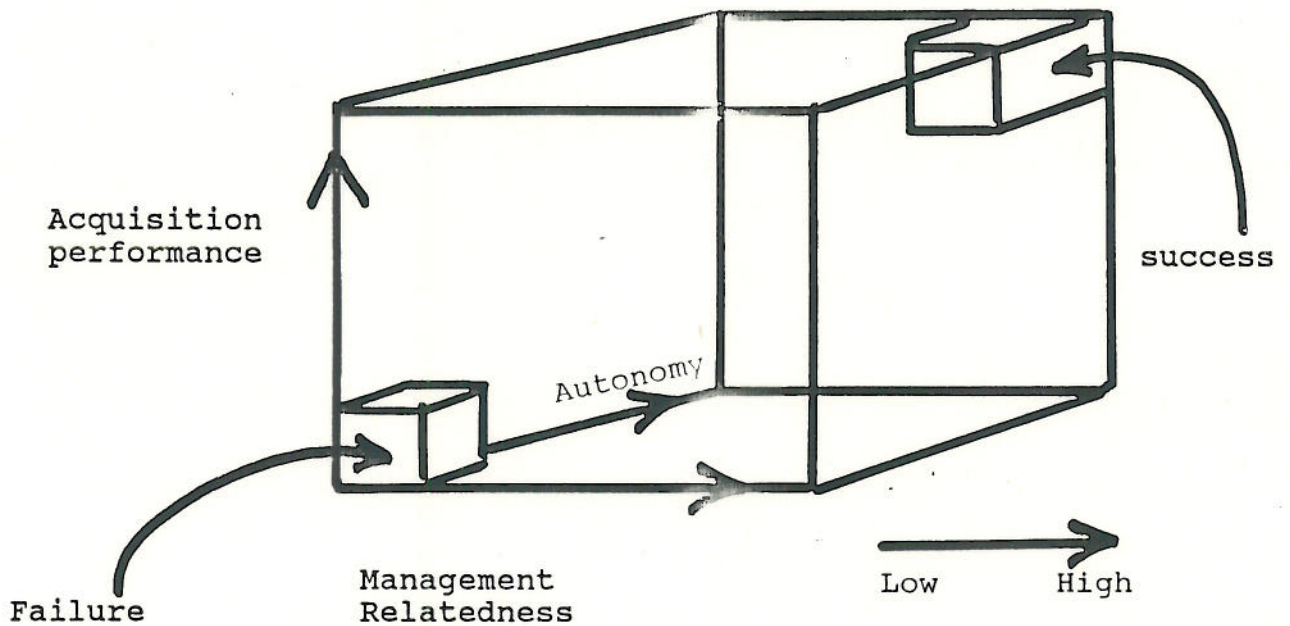 Acquisition
performance
success
Autonomy
Failure
Management
Relatedness
Low High